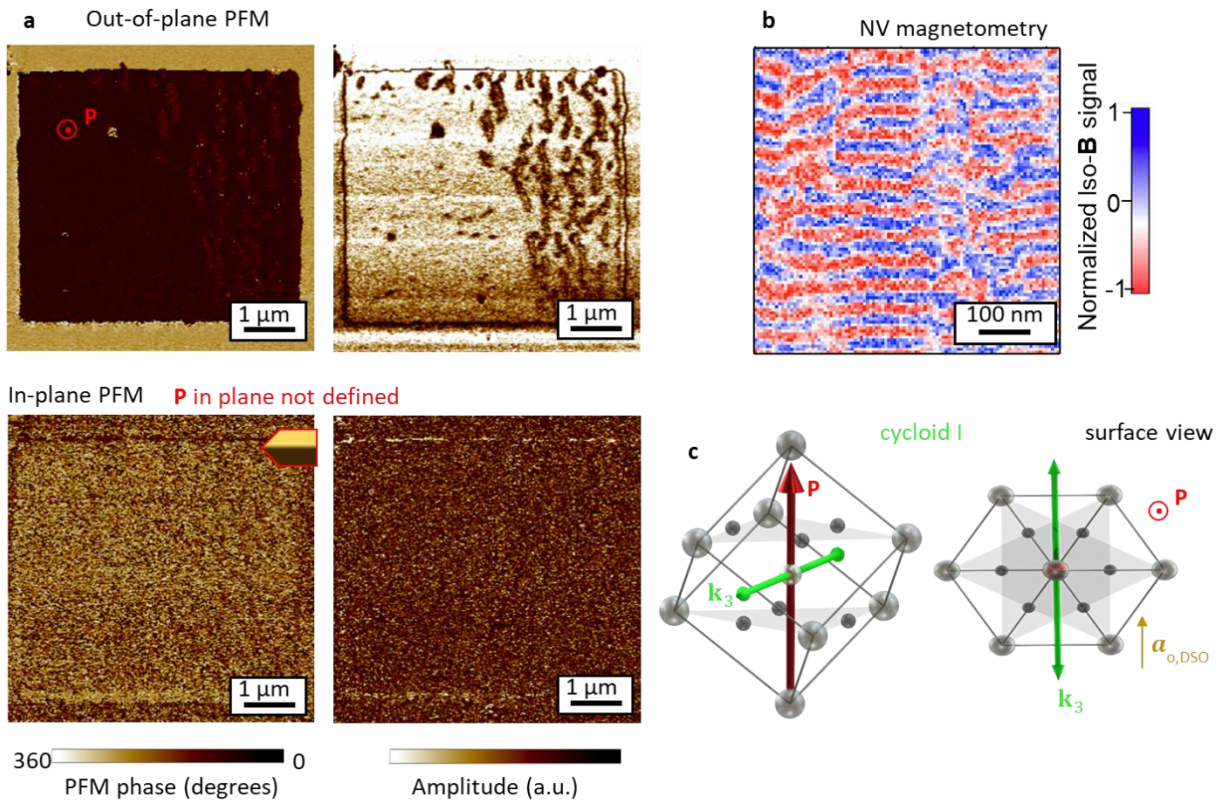 a
Out-of-plane PFM
P
1 µm
1 µm
b
NV magnetometry
100 nm
Normalized Iso-B signal
1
0
-1
In-plane PFM
P in plane not defined
1 µm
1 µm
360
0
PFM phase (degrees)
Amplitude (a.u.)
c
cycloid I
surface view
P
k₃
P
k₃
a o,DSO